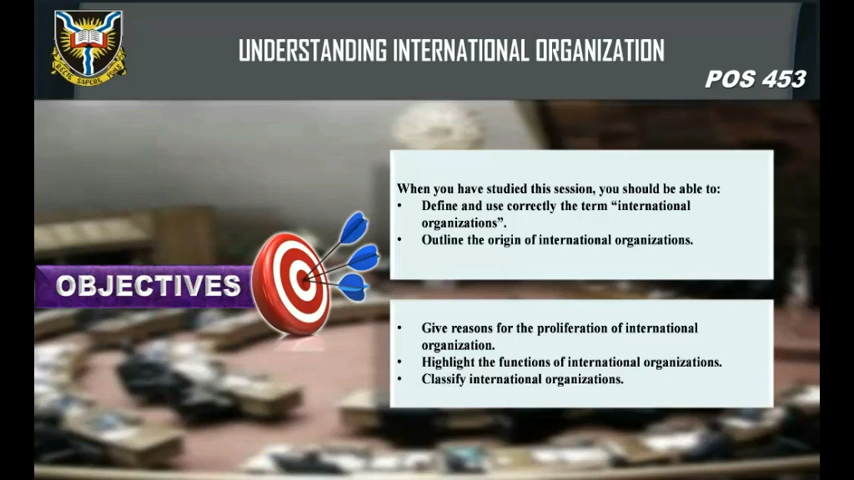 UNDERSTANDING INTERNATIONAL ORGANIZATION
POS 453
When you have studied this session, you should be able to:
• Define and use correctly the term “international
organizations”.
• Outline the origin of international organizations.
OBJECTIVES
• Give reasons for the proliferation of international
organization.
• Highlight the functions of international organizations.
• Classify international organizations.